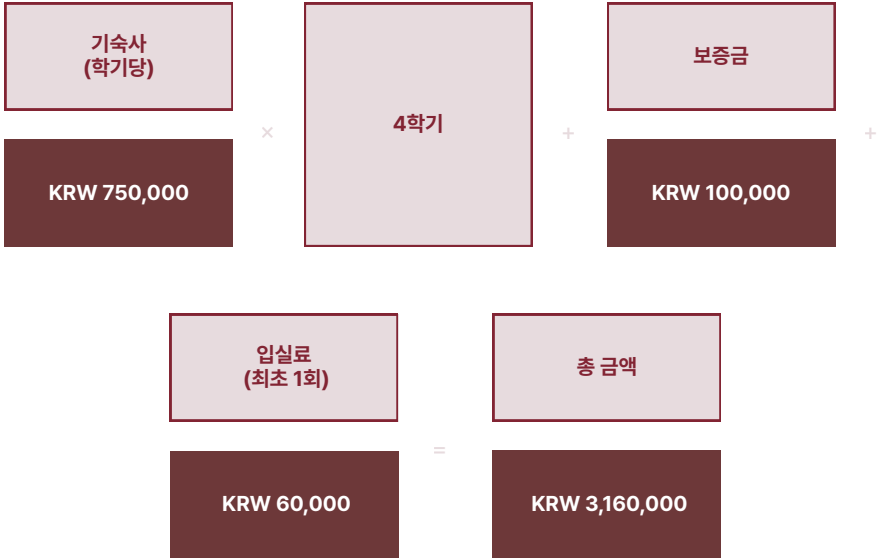 기숙사
(학기당)
KRW 750,000
×
4학기
+
보증금
KRW 100,000
+
입실료
(최초 1회)
KRW 60,000
=
총 금액
KRW 3,160,000